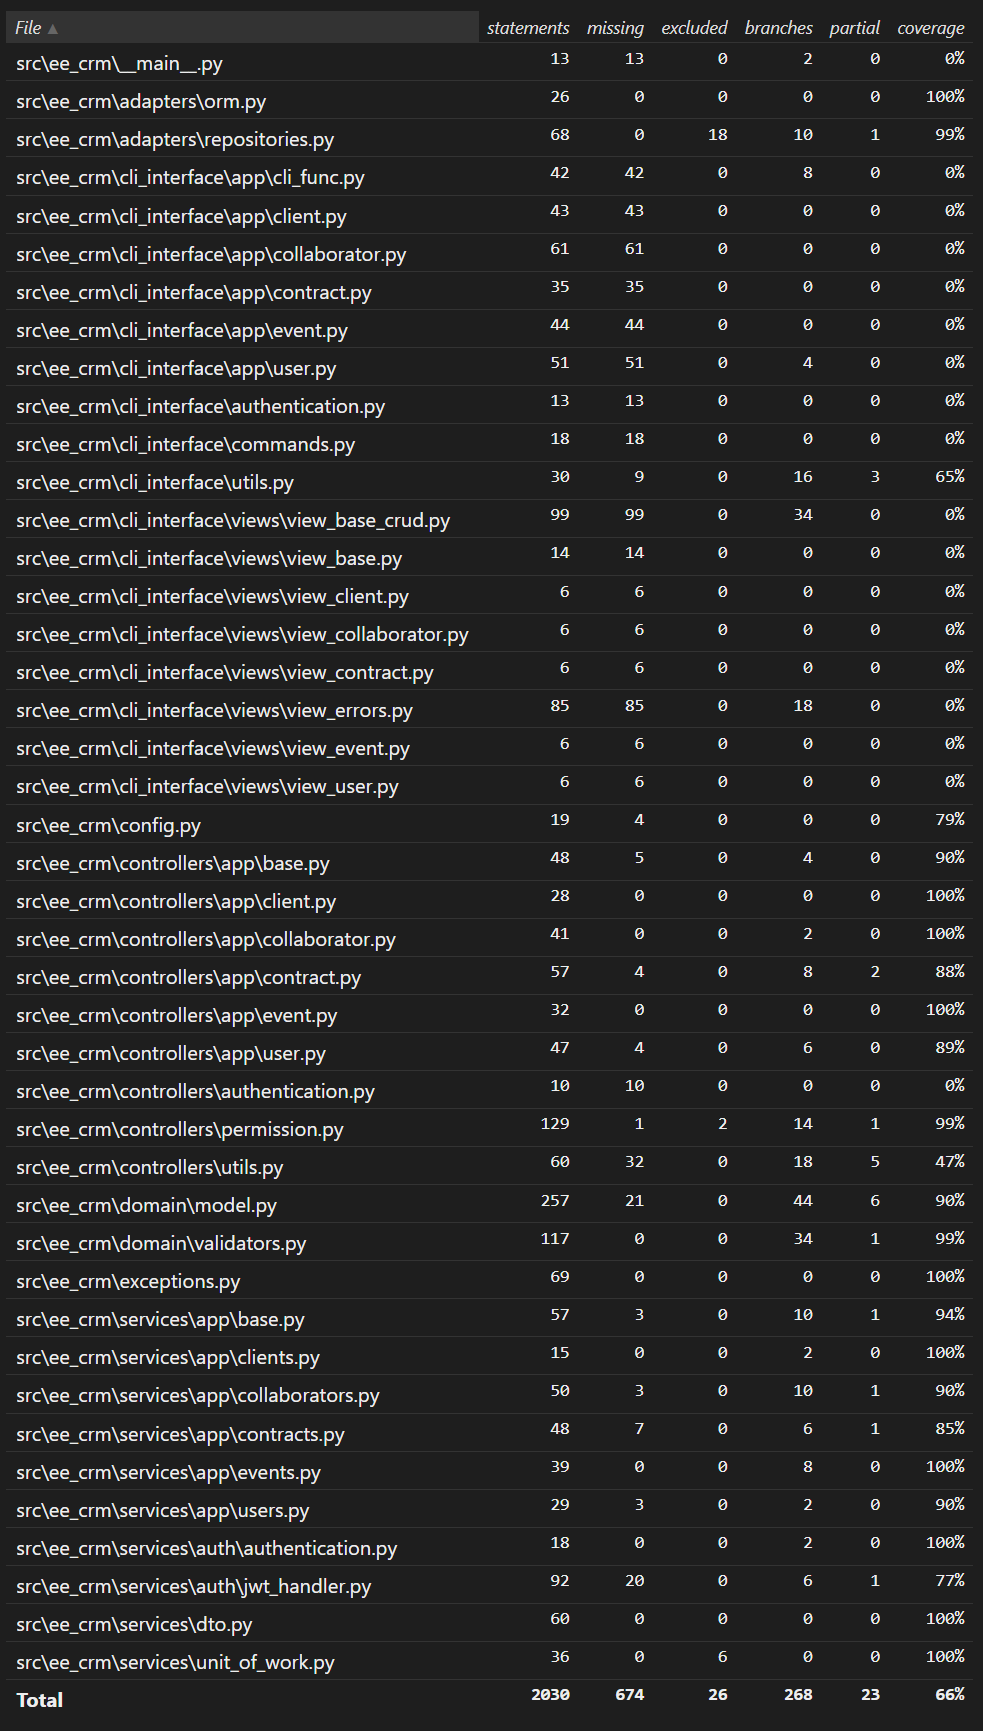 File ▲ statements missing excluded branches partial coverage
src\ee_crm\__main__.py 13 13 0 2 0 0%
src\ee_crm\adapters\orm.py 26 0 0 0 0 100%
src\ee_crm\adapters\repositories.py 68 0 18 10 1 99%
src\ee_crm\cli_interface\app\cli_func.py 42 42 0 8 0 0%
src\ee_crm\cli_interface\app\client.py 43 43 0 0 0 0%
src\ee_crm\cli_interface\app\collaborator.py 61 61 0 0 0 0%
src\ee_crm\cli_interface\app\contract.py 35 35 0 0 0 0%
src\ee_crm\cli_interface\app\event.py 44 44 0 0 0 0%
src\ee_crm\cli_interface\app\user.py 51 51 0 4 0 0%
src\ee_crm\cli_interface\authentication.py 13 13 0 0 0 0%
src\ee_crm\cli_interface\commands.py 18 18 0 0 0 0%
src\ee_crm\cli_interface\utils.py 30 9 0 16 3 65%
src\ee_crm\cli_interface\views\view_base_crud.py 99 99 0 34 0 0%
src\ee_crm\cli_interface\views\view_base.py 14 14 0 0 0 0%
src\ee_crm\cli_interface\views\view_client.py 6 6 0 0 0 0%
src\ee_crm\cli_interface\views\view_collaborator.py 6 6 0 0 0 0%
src\ee_crm\cli_interface\views\view_contract.py 6 6 0 0 0 0%
src\ee_crm\cli_interface\views\view_errors.py 85 85 0 18 0 0%
src\ee_crm\cli_interface\views\view_event.py 6 6 0 0 0 0%
src\ee_crm\cli_interface\views\view_user.py 6 6 0 0 0 0%
src\ee_crm\config.py 19 4 0 0 0 79%
src\ee_crm\controllers\app\base.py 48 5 0 4 0 90%
src\ee_crm\controllers\app\client.py 28 0 0 0 0 100%
src\ee_crm\controllers\app\collaborator.py 41 0 0 2 0 100%
src\ee_crm\controllers\app\contract.py 57 4 0 8 2 88%
src\ee_crm\controllers\app\event.py 32 0 0 0 0 100%
src\ee_crm\controllers\app\user.py 47 4 0 6 0 89%
src\ee_crm\controllers\authentication.py 10 10 0 0 0 0%
src\ee_crm\controllers\permission.py 129 1 2 14 1 99%
src\ee_crm\controllers\utils.py 60 32 0 18 5 47%
src\ee_crm\domain\model.py 257 21 0 44 6 90%
src\ee_crm\domain\validators.py 117 0 0 34 1 99%
src\ee_crm\exceptions.py 69 0 0 0 0 100%
src\ee_crm\services\app\base.py 57 3 0 10 1 94%
src\ee_crm\services\app\clients.py 15 0 0 2 0 100%
src\ee_crm\services\app\collaborators.py 50 3 0 10 1 90%
src\ee_crm\services\app\contracts.py 48 7 0 6 1 85%
src\ee_crm\services\app\events.py 39 0 0 8 0 100%
src\ee_crm\services\app\users.py 29 3 0 2 0 90%
src\ee_crm\services\auth\authentication.py 18 0 0 2 0 100%
src\ee_crm\services\auth\jwt_handler.py 92 20 0 6 1 77%
src\ee_crm\services\dto.py 60 0 0 0 0 100%
src\ee_crm\services\unit_of_work.py 36 0 6 0 0 100%
Total 2030 674 26 268 23 66%